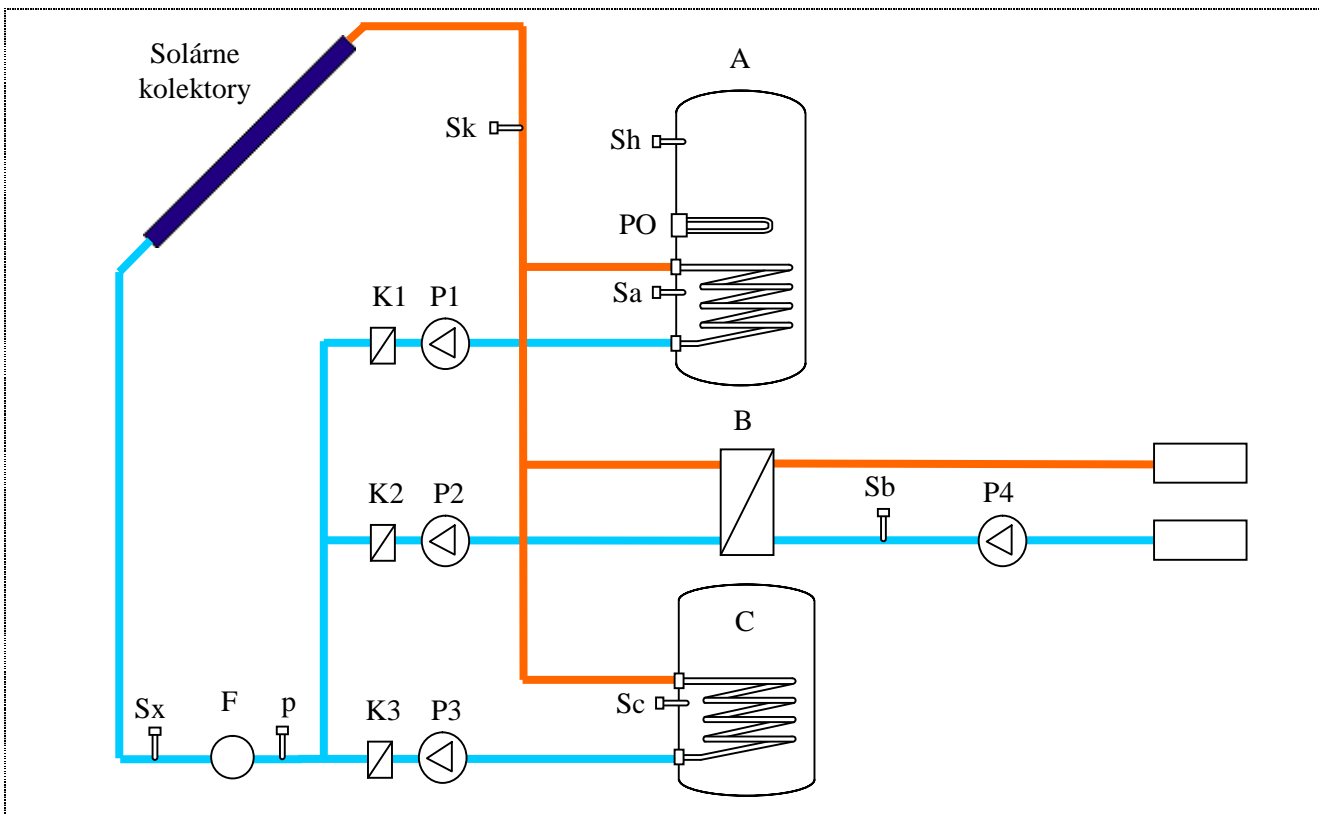 Solárne
kolektory
A
Sk
Sh
PO
Sa
K1 P1
B
K2 P2
Sb
P4
C
Sx
F
p
K3 P3
Sc